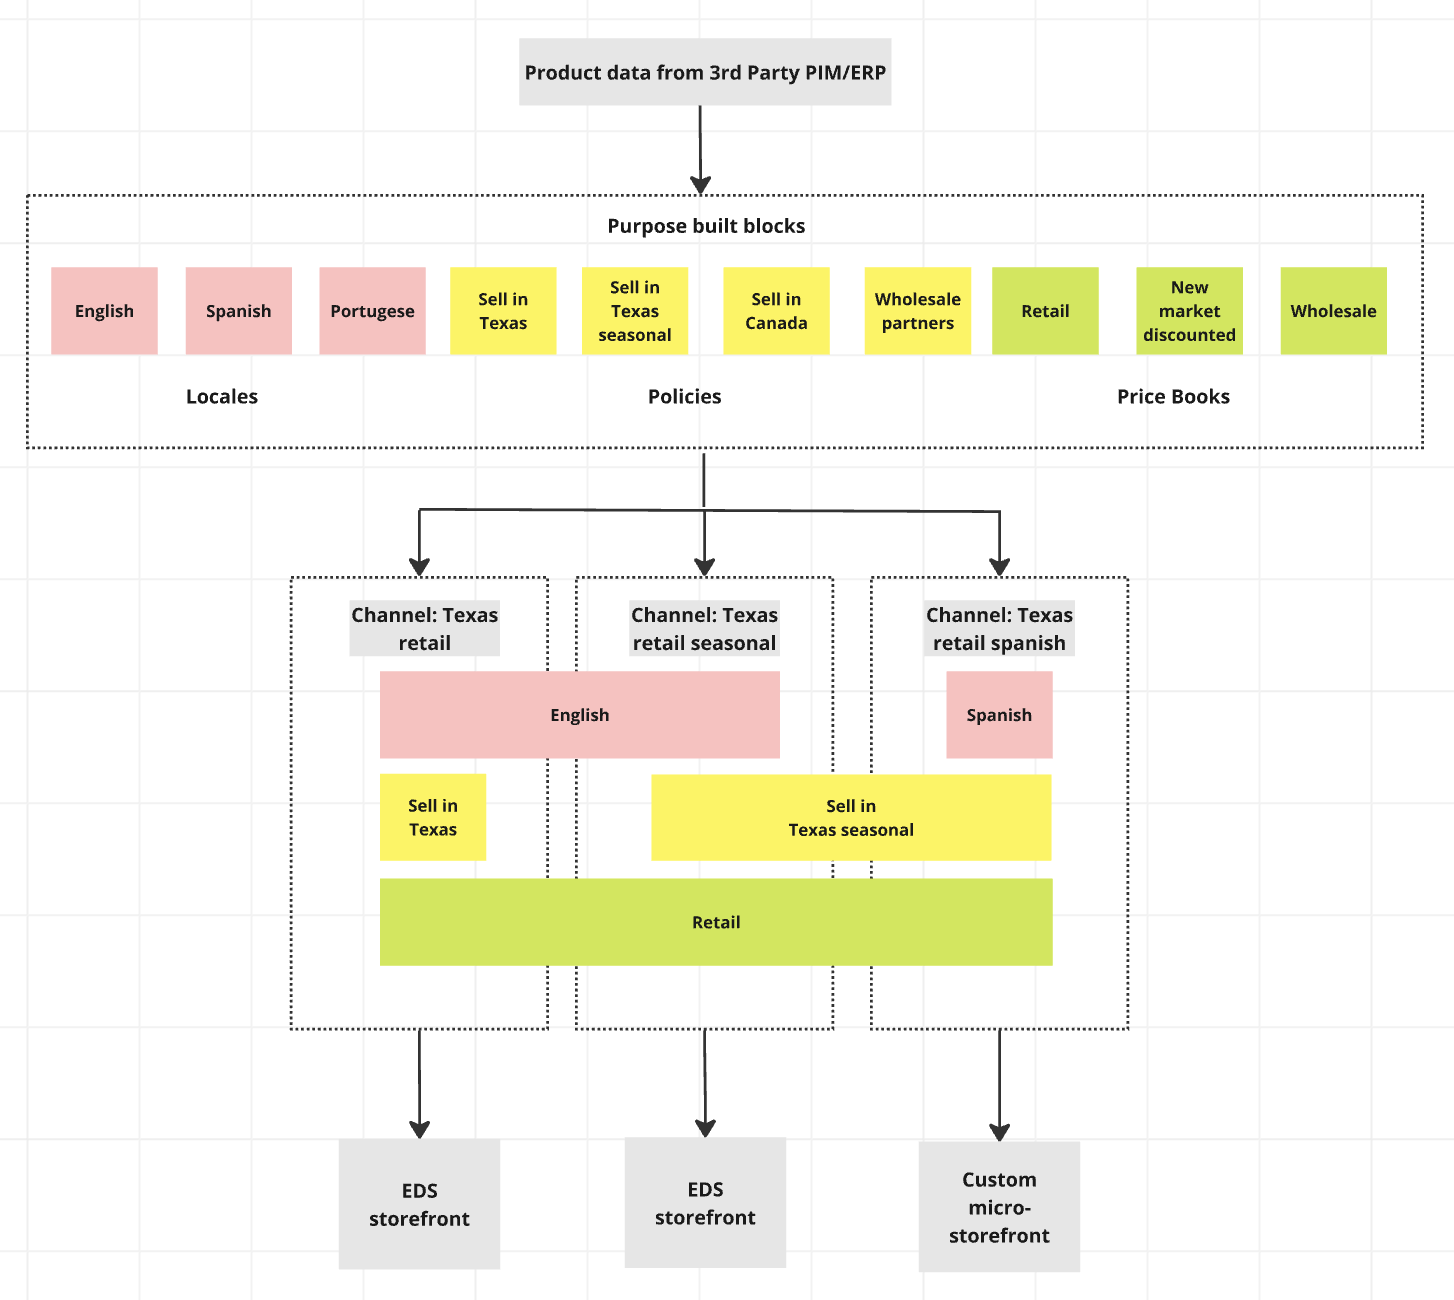 Product data from 3rd Party PIM/ERP
Purpose built blocks
English
Spanish
Portugese
Sell in
Texas
Sell in
Texas
seasonal
Sell in
Canada
Wholesale
partners
Retail
New
market
discounted
Wholesale
Locales
Policies
Price Books
Channel: Texas
retail
Channel: Texas
retail seasonal
Channel: Texas
retail spanish
English
Spanish
Sell in
Texas
Sell in
Texas seasonal
Retail
EDS
storefront
EDS
storefront
Custom
micro-
storefront